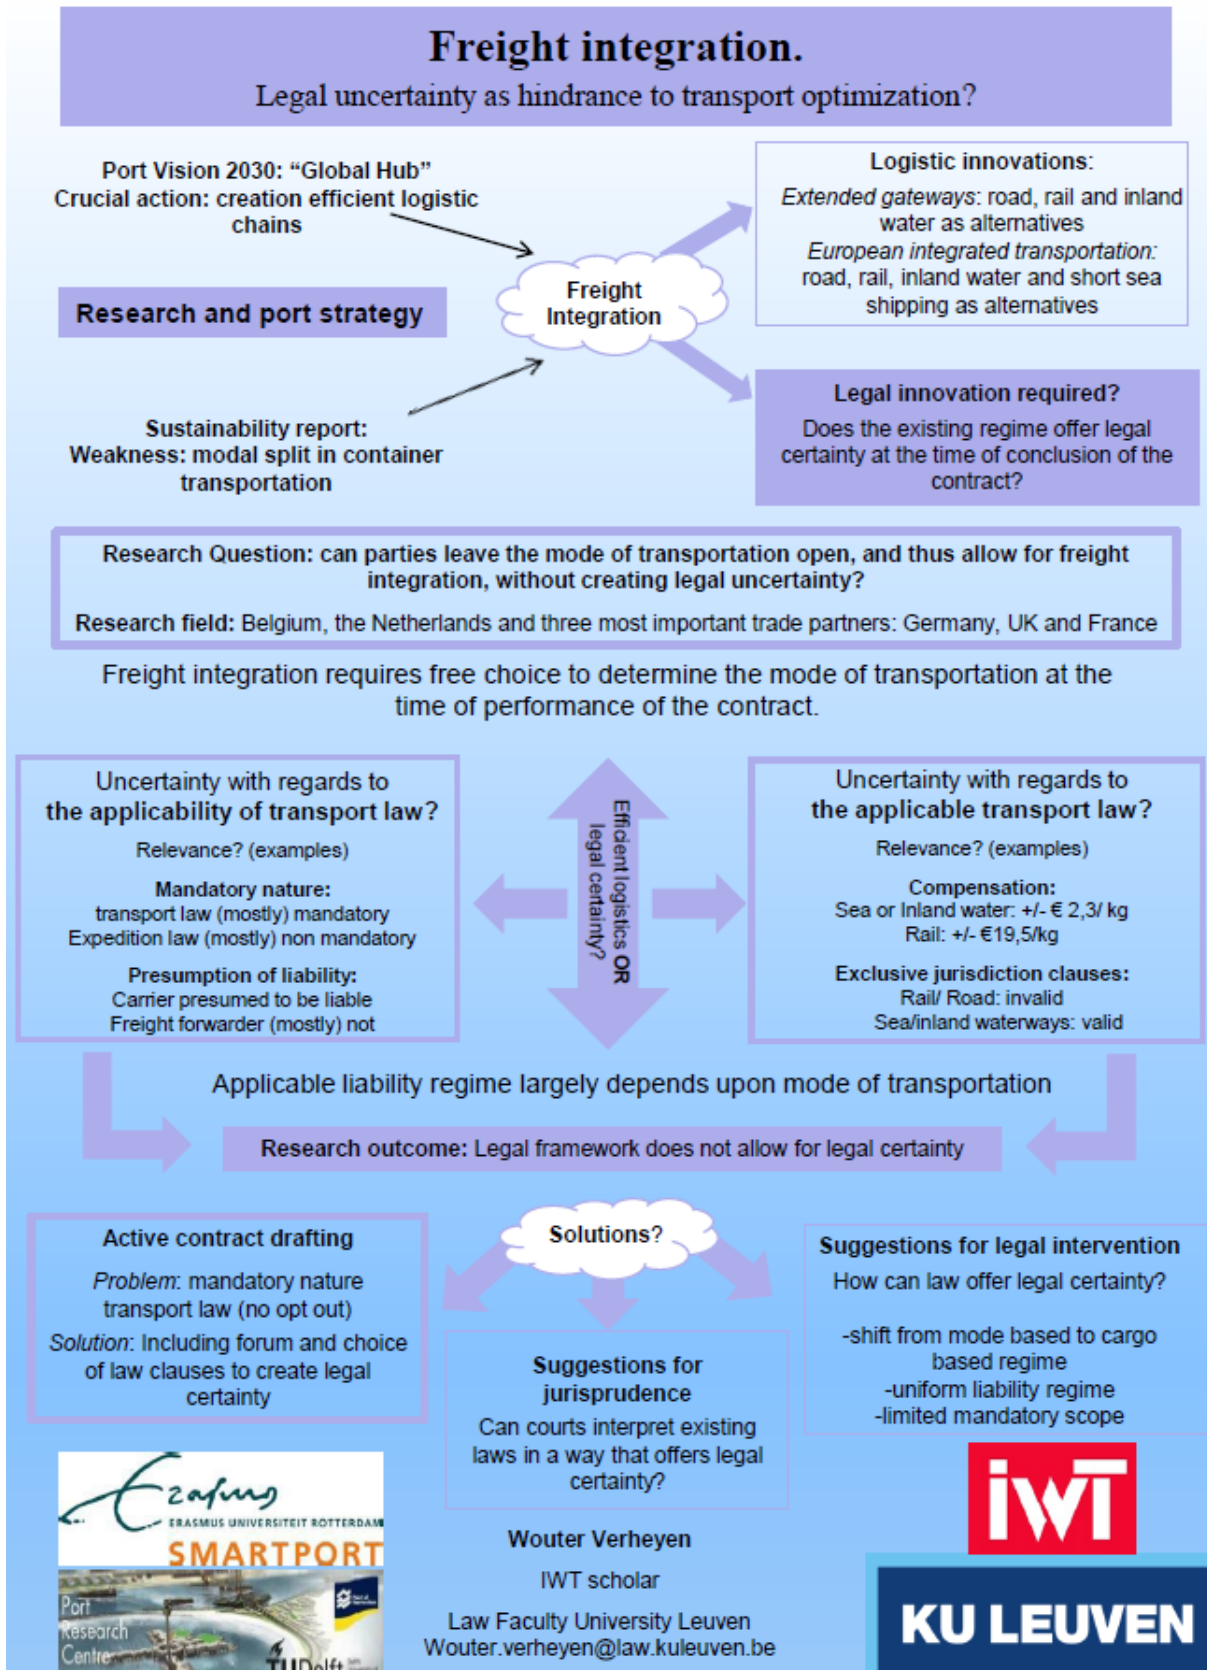 Freight integration.
Legal uncertainty as hindrance to transport optimization?
Port Vision 2030: “Global Hub”
Crucial action: creation efficient logistic
chains
Research and port strategy
Sustainability report:
Weakness: modal split in container
transportation
Freight
Integration
Logistic innovations:
Extended gateways: road, rail and inland
water as alternatives
European integrated transportation:
road, rail, inland water and short sea
shipping as alternatives
Legal innovation required?
Does the existing regime offer legal
certainty at the time of conclusion of the
contract?
Research Question: can parties leave the mode of transportation open, and thus allow for freight
integration, without creating legal uncertainty?
Research field: Belgium, the Netherlands and three most important trade partners: Germany, UK and France
Freight integration requires free choice to determine the mode of transportation at the
time of performance of the contract.
Uncertainty with regards to
the applicability of transport law?
Relevance? (examples)
Mandatory nature:
transport law (mostly) mandatory
Expedition law (mostly) non mandatory
Presumption of liability:
Carrier presumed to be liable
Freight forwarder (mostly) not
Efficient logistics OR
legal certainty?
Uncertainty with regards to
the applicable transport law?
Relevance? (examples)
Compensation:
Sea or Inland water: +/- € 2,3/ kg
Rail: +/- €19,5/kg
Exclusive jurisdiction clauses:
Rail/ Road: invalid
Sea/inland waterways: valid
Applicable liability regime largely depends upon mode of transportation
Research outcome: Legal framework does not allow for legal certainty
Solutions?
Active contract drafting
Problem: mandatory nature
transport law (no opt out)
Solution: Including forum and choice
of law clauses to create legal
certainty
Suggestions for
jurisprudence
Can courts interpret existing
laws in a way that offers legal
certainty?
Suggestions for legal intervention
How can law offer legal certainty?
-shift from mode based to cargo
based regime
-uniform liability regime
-limited mandatory scope
Erasmus
ERASMUS UNIVERSITEIT ROTTERDAM
SMARTPORT
Port
Research
Centre
TUDelft
Wouter Verheyen
IWT scholar
Law Faculty University Leuven
Wouter.verheyen@law.kuleuven.be
iWT
KU LEUVEN